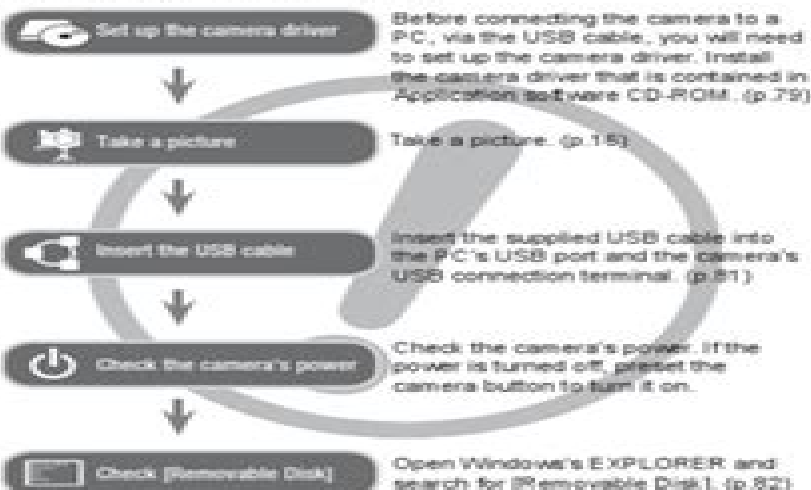 Set up the camera driver
Before connecting the camera to a
PC, via the USB cable, you will need
to set up the camera driver. Install
the camera driver that is contained in
Application software CD-ROM. (p.79)
Take a picture
Take a picture. (p.15)
Insert the USB cable
Insert the supplied USB cable into
the PC's USB port and the camera's
USB connection terminal. (p.81)
Check the camera's power
Check the camera's power. If the
power is turned off, preset the
camera button to turn it on.
Check [Removable Disk]
Open Windows's EXPLORER and
search for [Removable Disk]. (p.82)